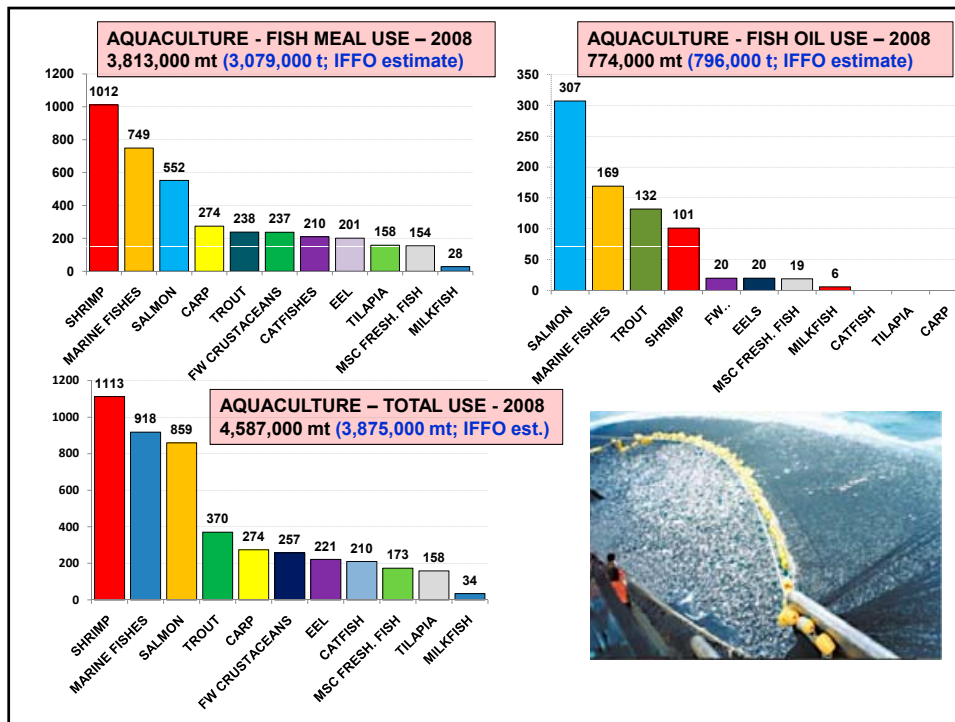 AQUACULTURE - FISH MEAL USE – 2008
3,813,000 mt (3,079,000 t; IFFO estimate)
1200
1000
800
600
400
200
0
1012
749
552
274
238
237
210
201
158
154
28
SHRIMP
MARINE FISHES
SALMON
CARP
TROUT
FW CRUSTACEANS
CATFISHES
EEL
TILAPIA
MSC FRESH. FISH
MILKFISH
AQUACULTURE - FISH OIL USE – 2008
774,000 mt (796,000 t; IFFO estimate)
350
300
250
200
150
100
50
0
307
169
132
101
20
20
19
6
SALMON
MARINE FISHES
TROUT
SHRIMP
FW..
EELS
MSC FRESH. FISH
MILKFISH
CATFISH
TILAPIA
CARP
AQUACULTURE – TOTAL USE - 2008
4,587,000 mt (3,875,000 mt; IFFO est.)
1200
1000
800
600
400
200
0
1113
918
859
370
274
257
221
210
173
158
34
SHRIMP
MARINE FISHES
SALMON
TROUT
CARP
FW CRUSTACEANS
EEL
CATFISH
MSC FRESH. FISH
TILAPIA
MILKFISH